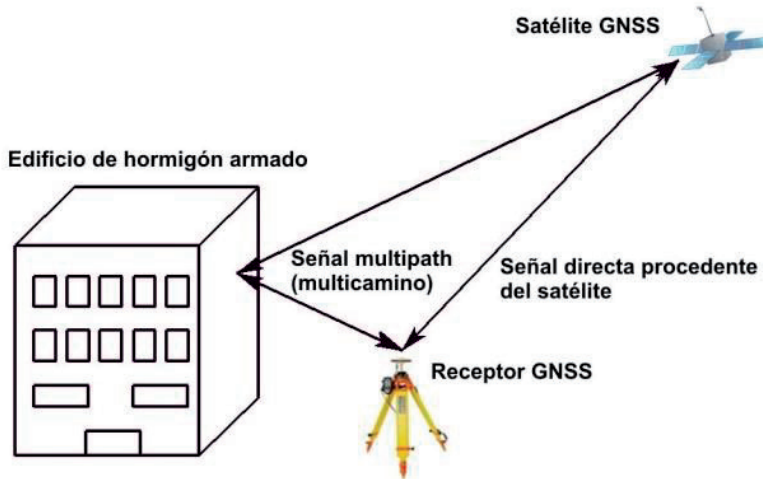 Satélite GNSS
Edificio de hormigón armado
Señal multipath
(multicamino)
Señal directa procedente
del satélite
Receptor GNSS